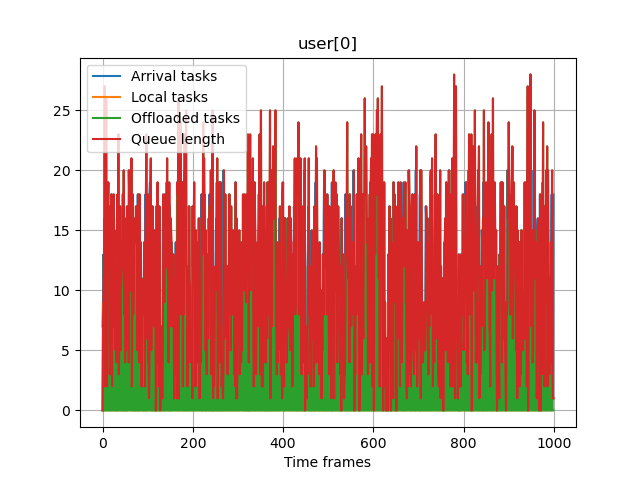 user[0]
Arrival tasks
Local tasks
Offloaded tasks
Queue length
25
20
15
10
5
0
0 200 400 600 800 1000
Time frames